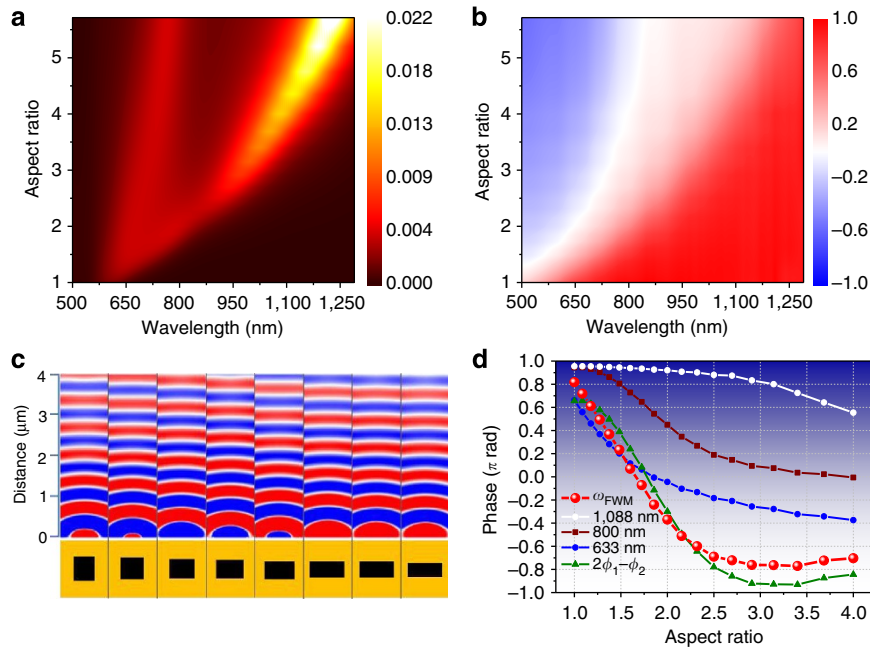 a
Aspect ratio
5
4
3
2
1
500 650 800 950 1,100 1,250
Wavelength (nm)
0.022
0.018
0.013
0.009
0.004
0.000
b
Aspect ratio
5
4
3
2
1
500 650 800 950 1,100 1,250
Wavelength (nm)
1.0
0.6
0.2
−0.2
−0.6
−1.0
c
Distance (μm)
4
3
2
1
0
d
Phase (π rad)
1.0
0.8
0.6
0.4
0.2
0.0
−0.1
−0.2
−0.4
−0.6
−0.8
−1.0
ωFWM
1,088 nm
800 nm
633 nm
2ϕ1−ϕ2
1.0 1.5 2.0 2.5 3.0 3.5 4.0
Aspect ratio